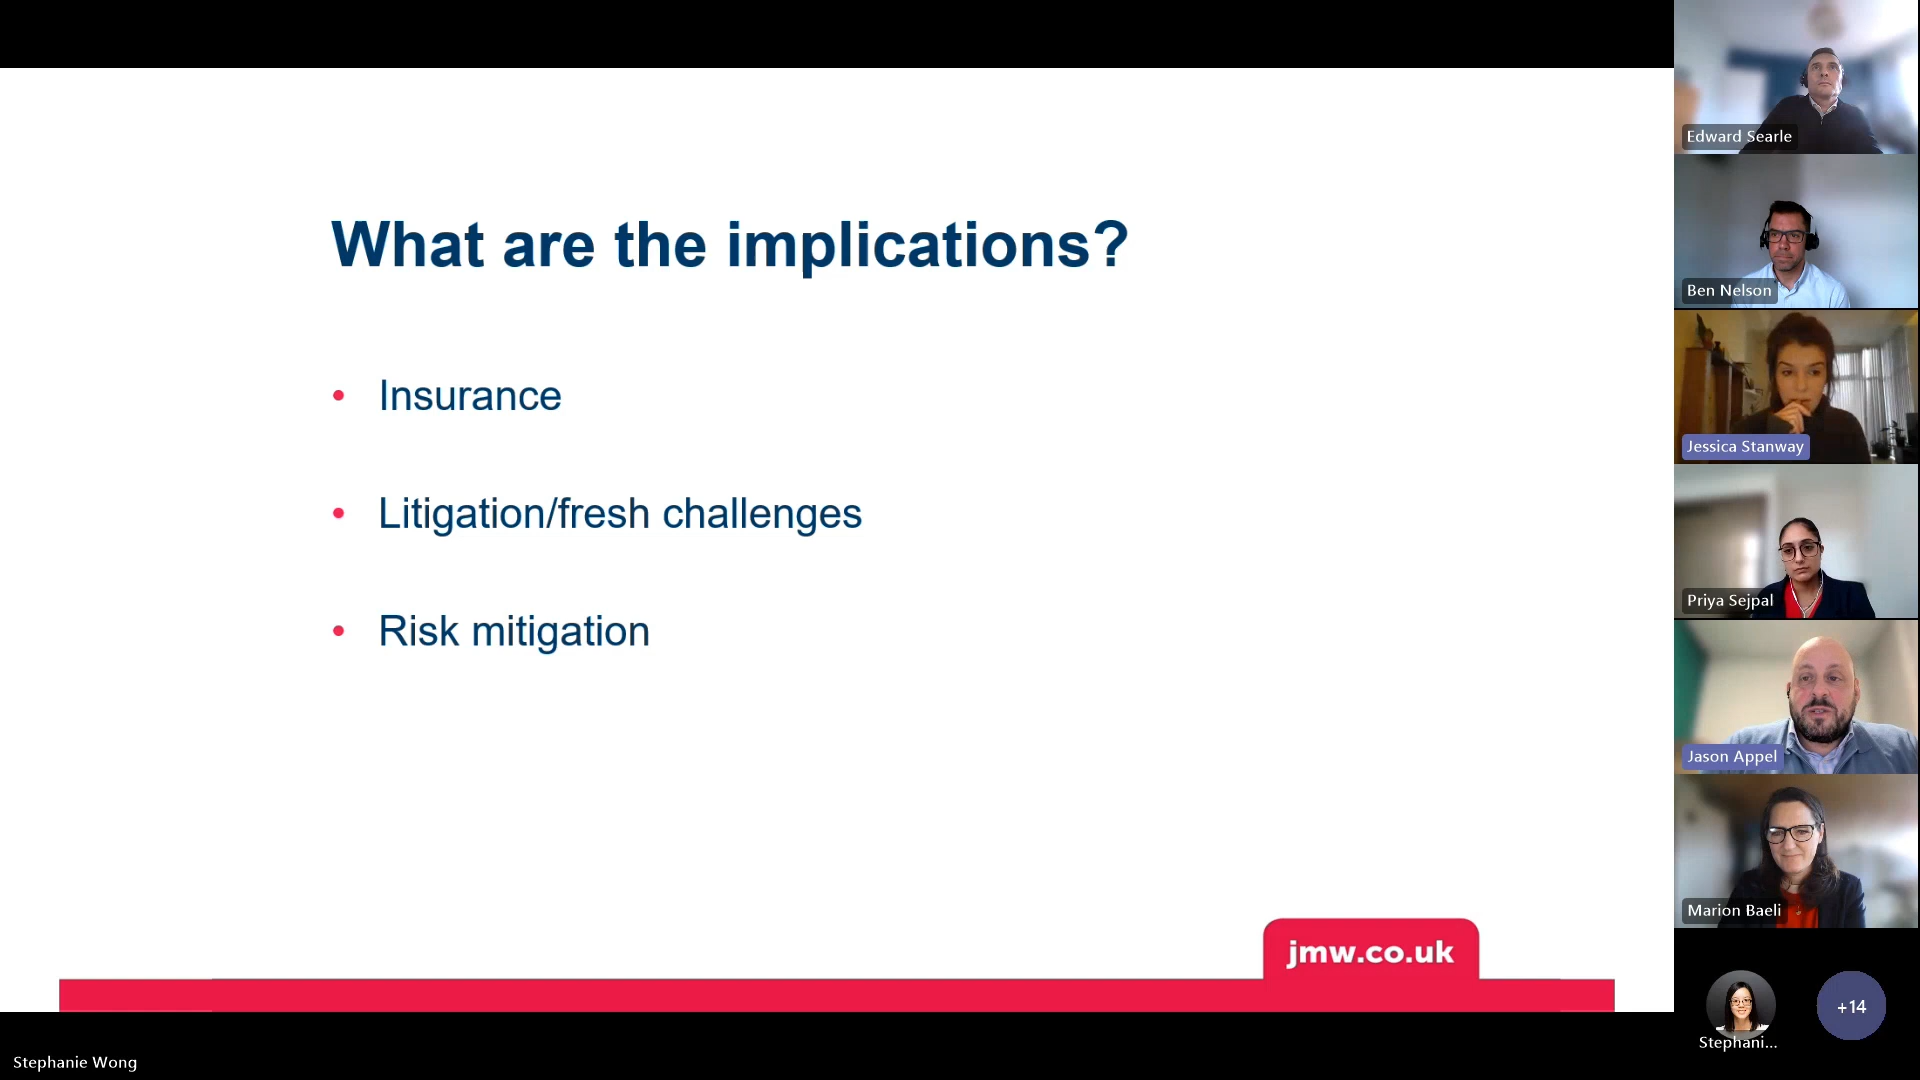 What are the implications?
• Insurance
• Litigation/fresh challenges
• Risk mitigation
jmw.co.uk
Stephanie Wong
Edward Searle
Ben Nelson
Jessica Stanway
Priya Sejpal
Jason Appel
Marion Baeli
Stephani...
+14